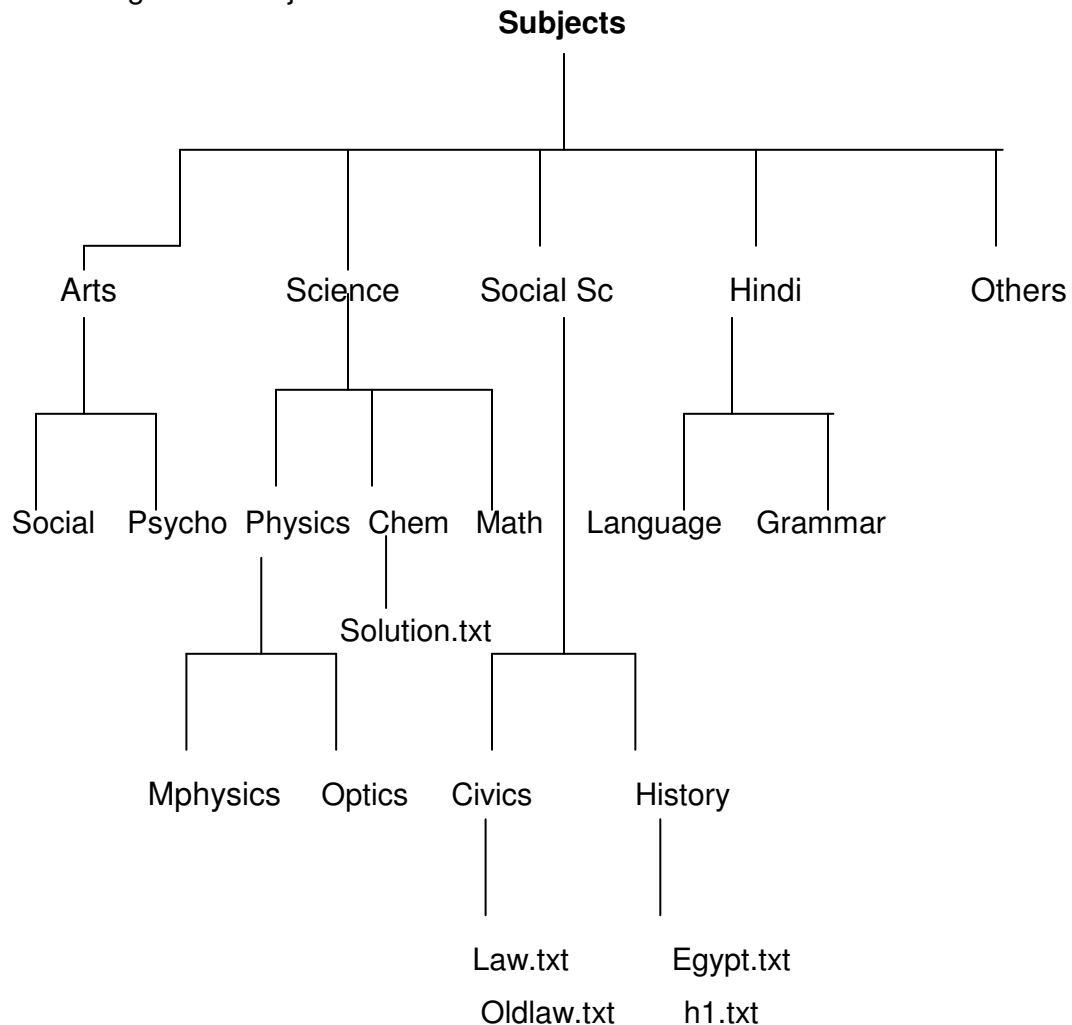 Subjects
Arts Science Social Sc Hindi Others
Social Psycho Physics Chem Math Language Grammar
Solution.txt
Mphysics Optics Civics History
Law.txt Egypt.txt
Oldlaw.txt h1.txt